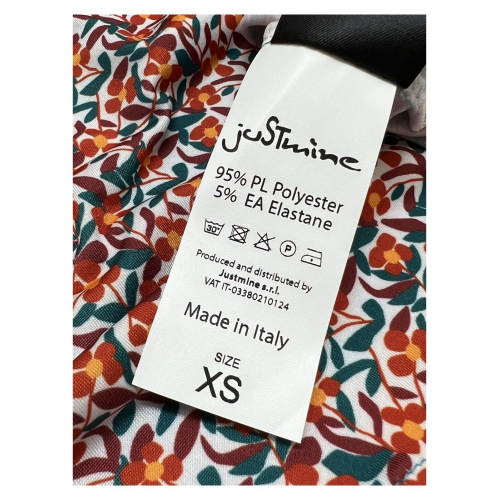 juSTmine
95% PL Polyester
5% EA Elastane
30°
P
Produced and distributed by
Justmine s.r.l.
VAT IT-03380210124
Made in Italy
SIZE
XS